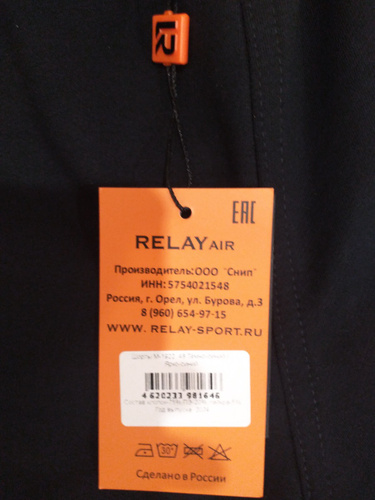 R
EAC
RELAY AIR
Производитель:ООО "Снип"
ИНН: 5754021548
Россия, г. Орел, ул. Бурова, д.3
8 (960) 654-97-15
WWW. RELAY-SPORT.RU
4 620233 981646
30°
Сделано в России